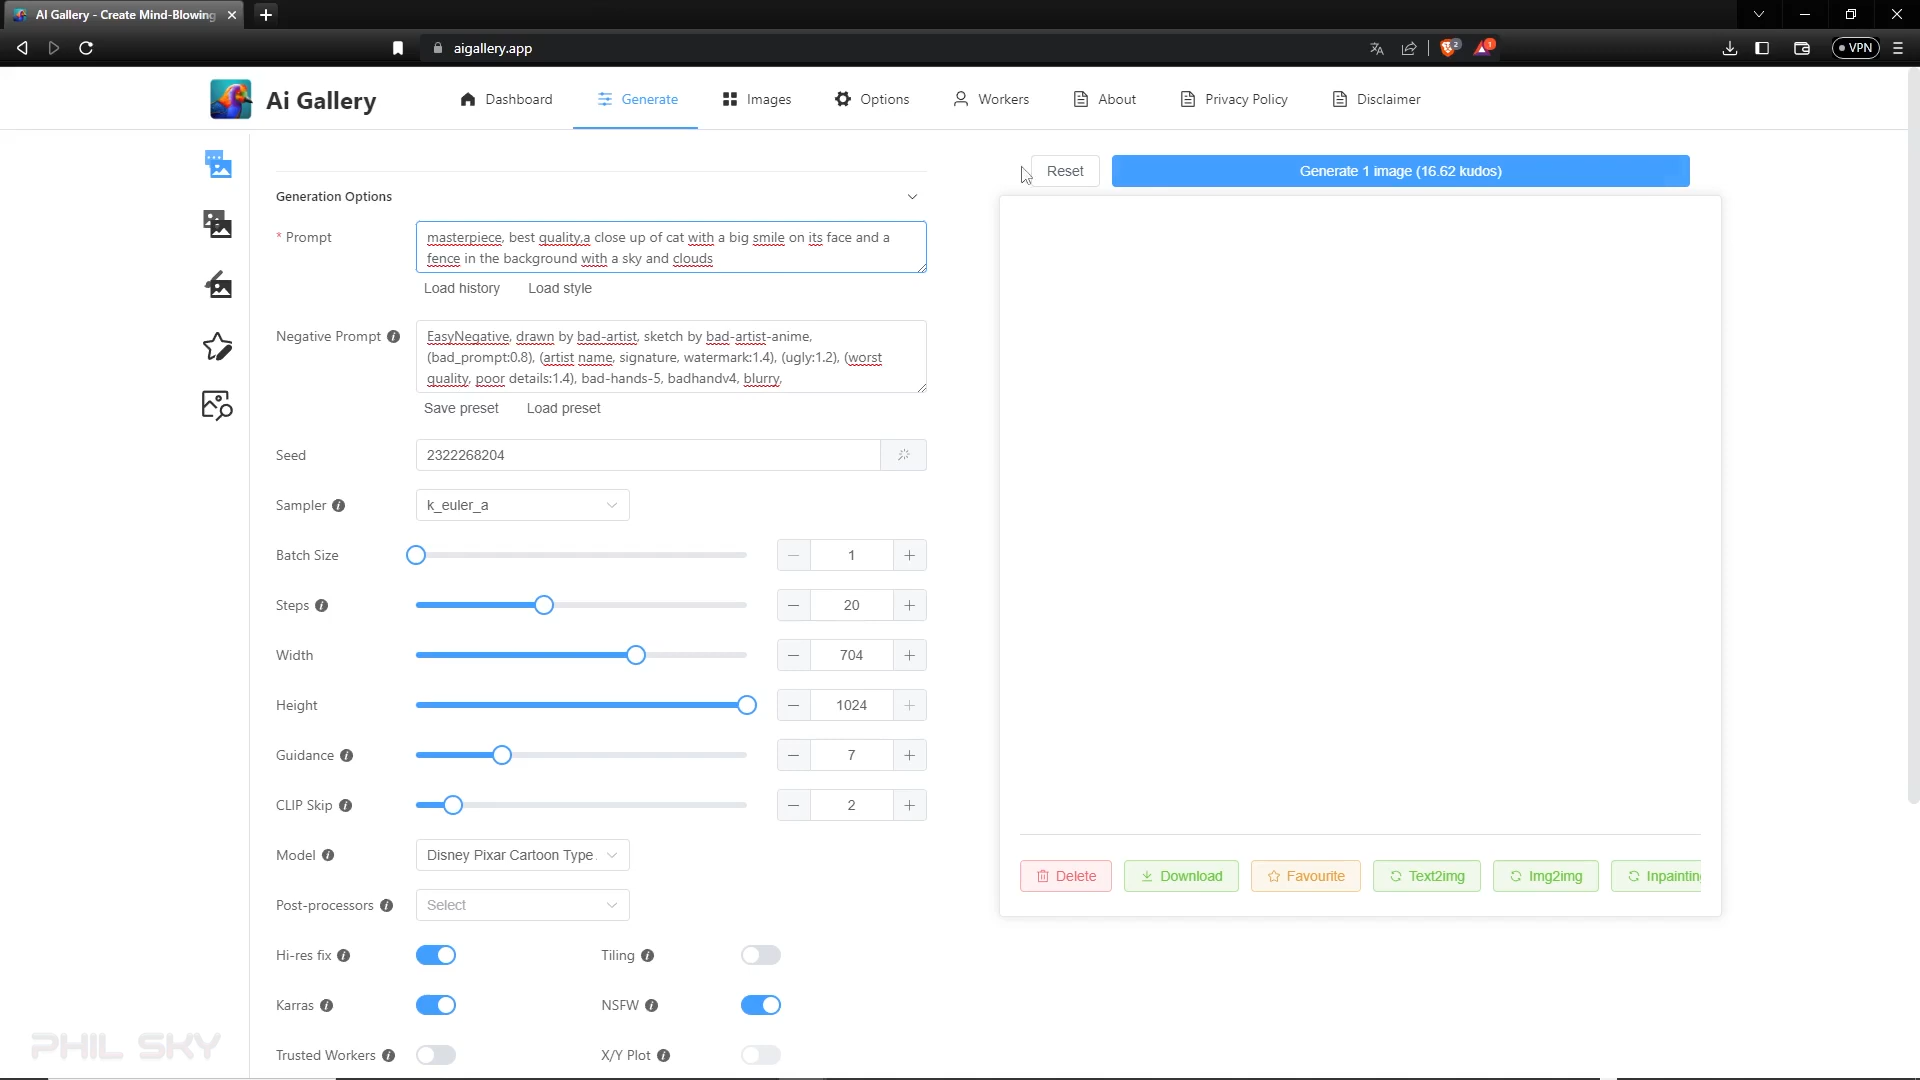 AI Gallery - Create Mind-Blowing
aigallery.app
2
1
VPN
Ai Gallery
Dashboard
Generate
Images
Options
Workers
About
Privacy Policy
Disclaimer
Reset
Generate 1 image (16.62 kudos)
Generation Options
* Prompt
masterpiece, best quality,a close up of cat with a big smile on its face and a
fence in the background with a sky and clouds
Load history
Load style
Negative Prompt
EasyNegative, drawn by bad-artist, sketch by bad-artist-anime,
(bad_prompt:0.8), (artist name, signature, watermark:1.4), (ugly:1.2), (worst
quality, poor details:1.4), bad-hands-5, badhandv4, blurry,
Save preset
Load preset
Seed
2322268204
Sampler
k_euler_a
Batch Size
1
Steps
20
Width
704
Height
1024
Guidance
7
CLIP Skip
2
Model
Disney Pixar Cartoon Type
Post-processors
Select
Delete
Download
Favourite
Text2img
Img2img
Inpainting
Hi-res fix
Tiling
Karras
NSFW
Trusted Workers
X/Y Plot
PHIL SKY